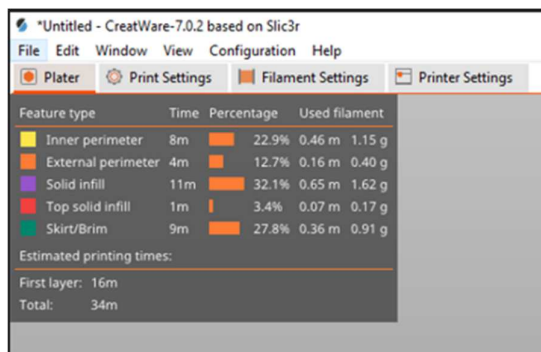 *Untitled - CreatWare-7.0.2 based on Slic3r
File Edit Window View Configuration Help
Plater Print Settings Filament Settings Printer Settings
Feature type Time Percentage Used filament
Inner perimeter 8m 22.9% 0.46 m 1.15 g
External perimeter 4m 12.7% 0.16 m 0.40 g
Solid infill 11m 32.1% 0.65 m 1.62 g
Top solid infill 1m 3.4% 0.07 m 0.17 g
Skirt/Brim 9m 27.8% 0.36 m 0.91 g
Estimated printing times:
First layer: 16m
Total: 34m